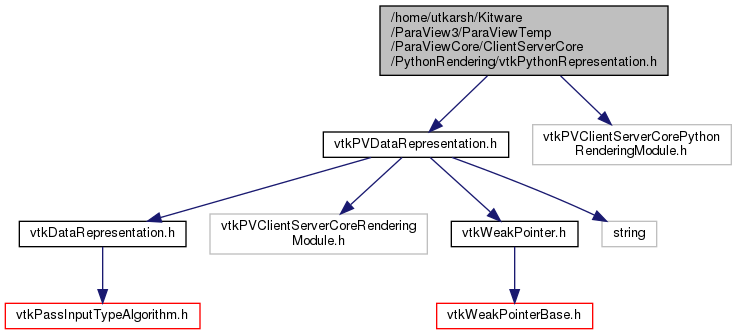 /home/utkarsh/Kitware
/ParaView3/ParaViewTemp
/ParaViewCore/ClientServerCore
/PythonRendering/vtkPythonRepresentation.h
vtkPVDataRepresentation.h
vtkPVClientServerCorePython
RenderingModule.h
vtkDataRepresentation.h
vtkPVClientServerCoreRendering
Module.h
vtkWeakPointer.h
string
vtkPassInputTypeAlgorithm.h
vtkWeakPointerBase.h